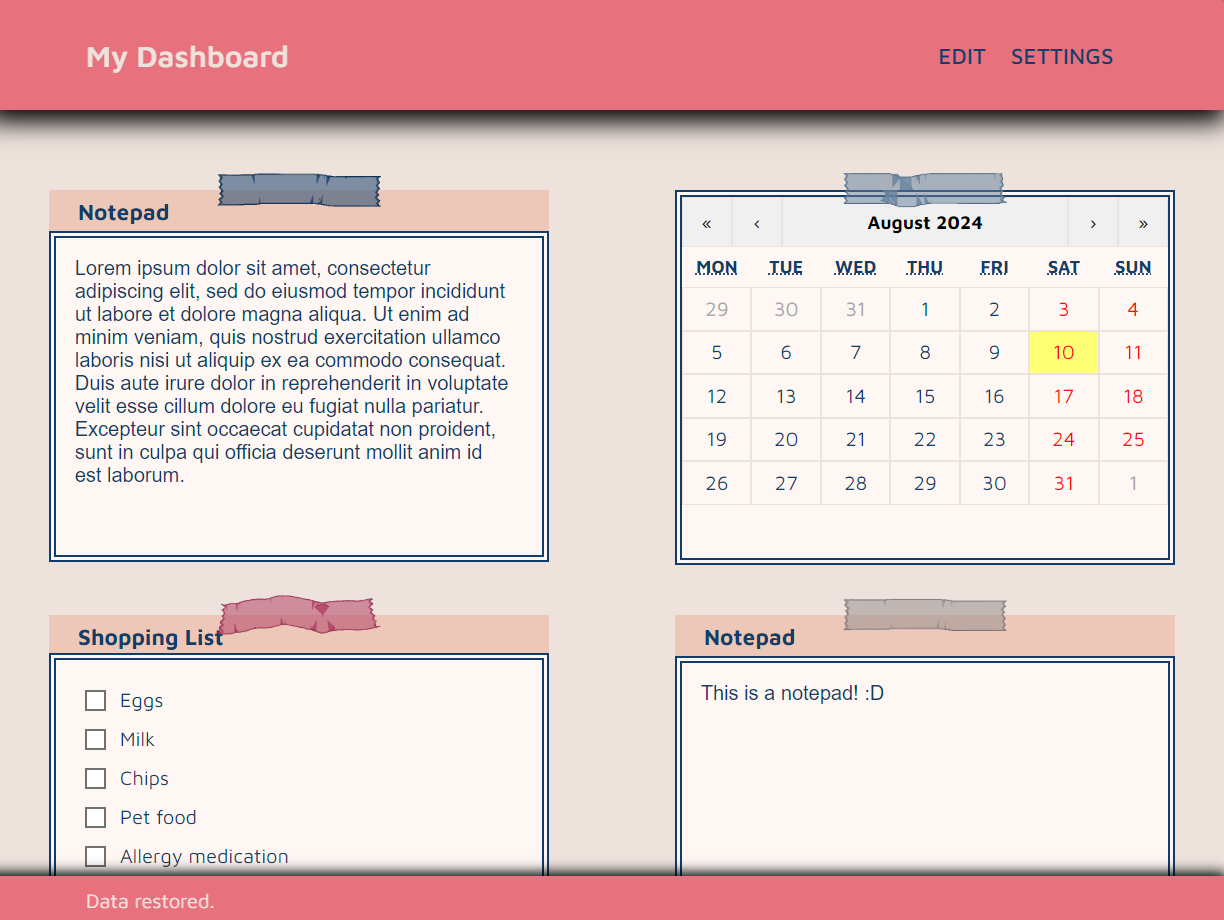 My Dashboard
EDIT SETTINGS
Notepad
Lorem ipsum dolor sit amet, consectetur
adipiscing elit, sed do eiusmod tempor incididunt
ut labore et dolore magna aliqua. Ut enim ad
minim veniam, quis nostrud exercitation ullamco
laboris nisi ut aliquip ex ea commodo consequat.
Duis aute irure dolor in reprehenderit in voluptate
velit esse cillum dolore eu fugiat nulla pariatur.
Excepteur sint occaecat cupidatat non proident,
sunt in culpa qui officia deserunt mollit anim id
est laborum.
« ‹ August 2024 › »
MON TUE WED THU FRI SAT SUN
29 30 31 1 2 3 4
5 6 7 8 9 10 11
12 13 14 15 16 17 18
19 20 21 22 23 24 25
26 27 28 29 30 31 1
Shopping List
Eggs
Milk
Chips
Pet food
Allergy medication
Notepad
This is a notepad! :D
Data restored.